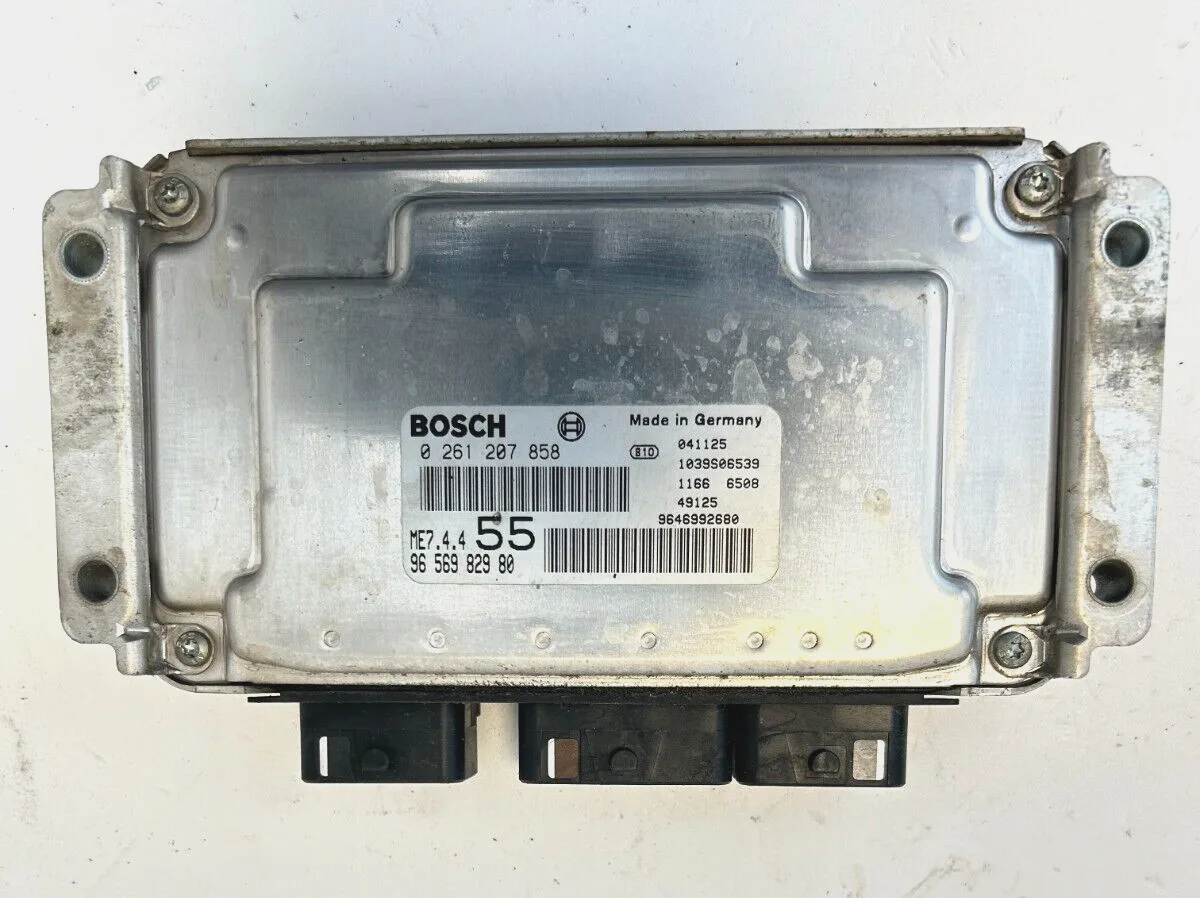 BOSCH
Made in Germany
0 261 207 858
B10
041125
1039S06539
1166 6508
49125
9646992680
ME7.4.4 55
96 569 829 80